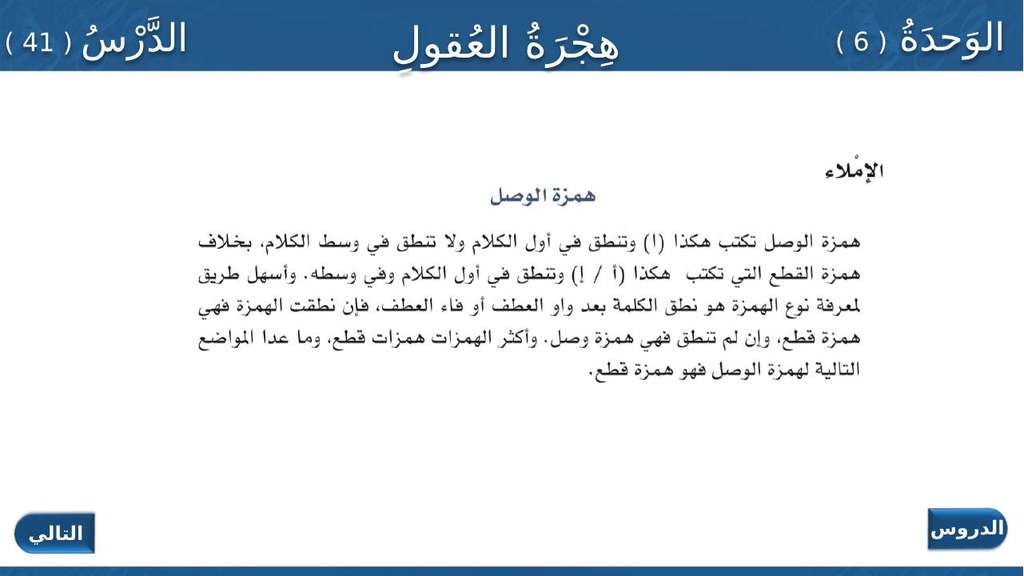 الوَحدَةُ ( 6 )
هِجْرَةُ العُقولِ
الدَّرْسُ ( 41 )
الإمْلاء
همزة الوصل
همزة الوصل تكتب هكذا (ا) وتنطق في أول الكلام ولا تنطق في وسط الكلام، بخلاف
همزة القطع التي تكتب هكذا (أ / إ) وتنطق في أول الكلام وفي وسطه. وأسهل طريق
لمعرفة نوع الهمزة هو نطق الكلمة بعد واو العطف أو فاء العطف، فإن نطقت الهمزة فهي
همزة قطع، وإن لم تنطق فهي همزة وصل. وأكثر الهمزات همزات قطع، وما عدا المواضع
التالية لهمزة الوصل فهو همزة قطع.
الدروس
التالي